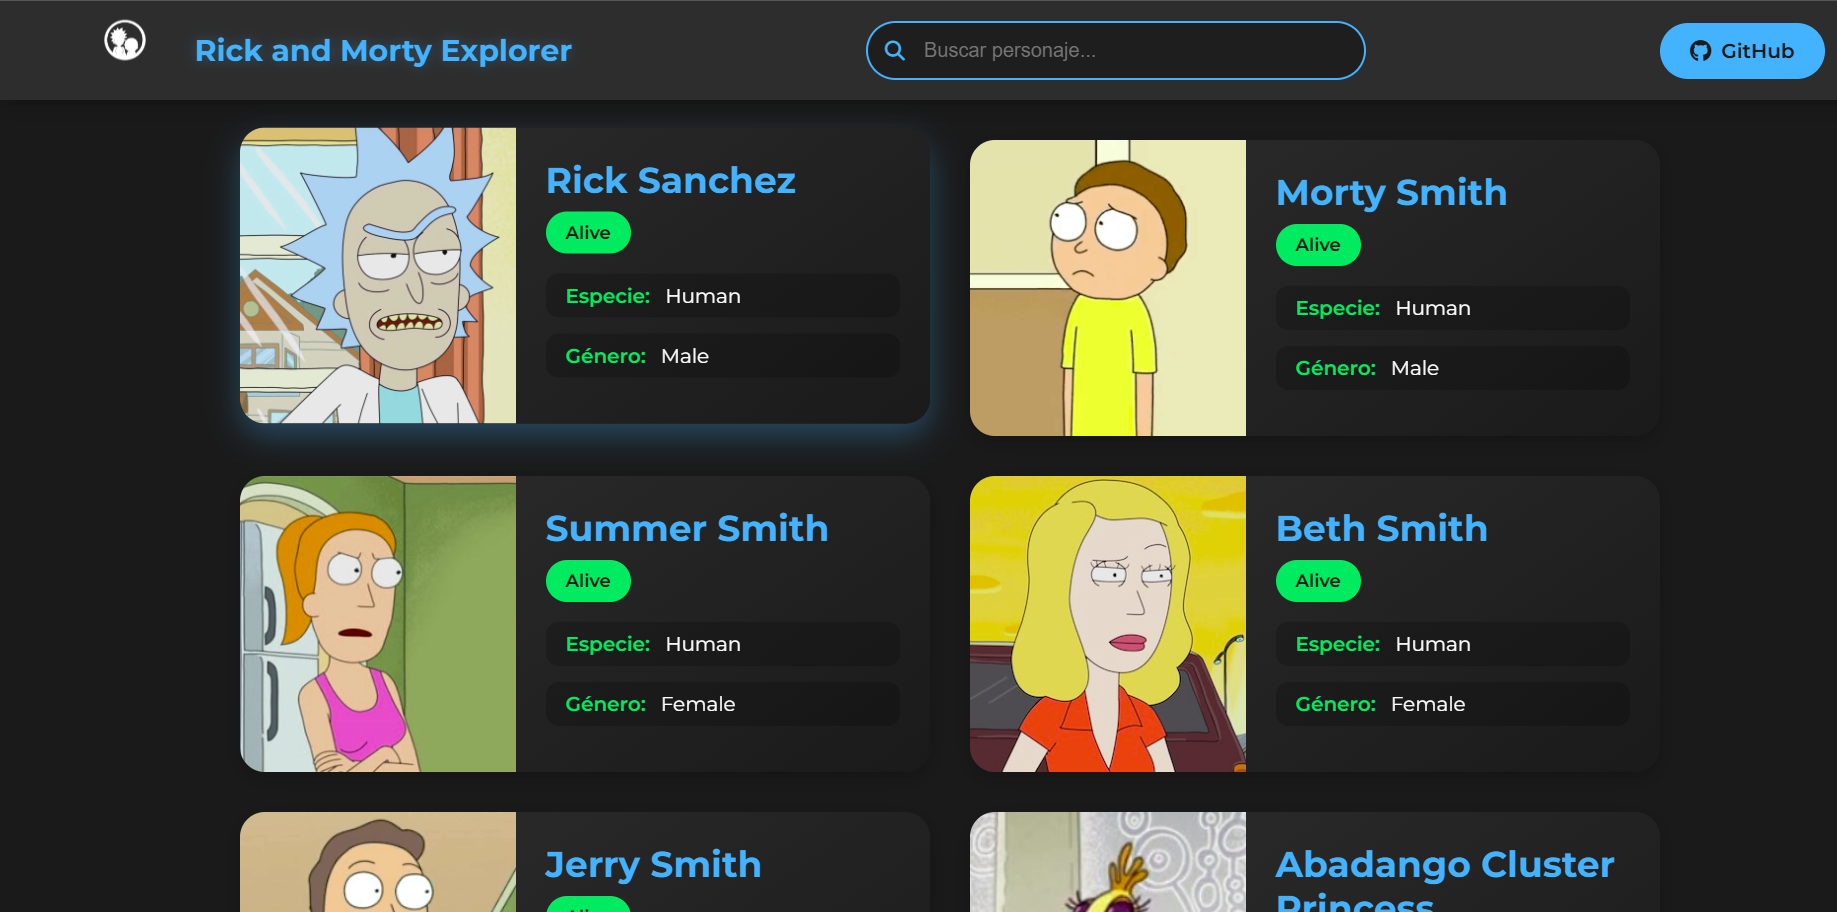 Rick and Morty Explorer
Buscar personaje...
GitHub
Rick Sanchez
Alive
Especie: Human
Género: Male
Morty Smith
Alive
Especie: Human
Género: Male
Summer Smith
Alive
Especie: Human
Género: Female
Beth Smith
Alive
Especie: Human
Género: Female
Jerry Smith
Alive
Abadango Cluster
Princess